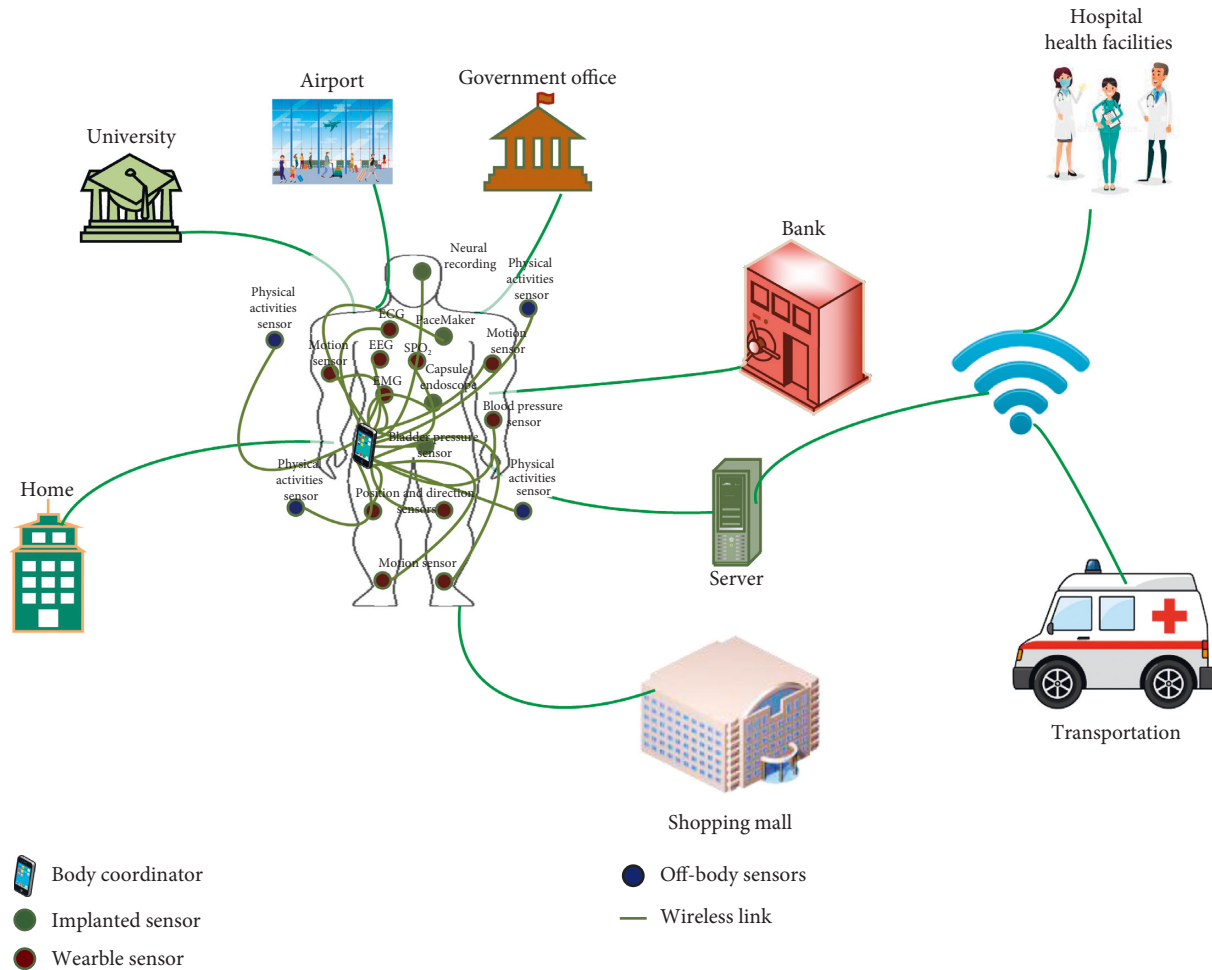 Hospital
health facilities
Airport
Government office
University
Bank
Neural
recording
Physical
activities
sensor
Physical
activities
sensor
ECG
PaceMaker
Motion
sensor
EEG
SPO₂
Motion
sensor
Capsule
endoscope
EMG
Blood pressure
sensor
Bladder pressure
sensor
Physical
activities
sensor
Physical
activities
sensor
Position and direction
sensors
Motion sensor
Home
Server
Transportation
Shopping mall
Body coordinator
Implanted sensor
Wearble sensor
Off-body sensors
Wireless link